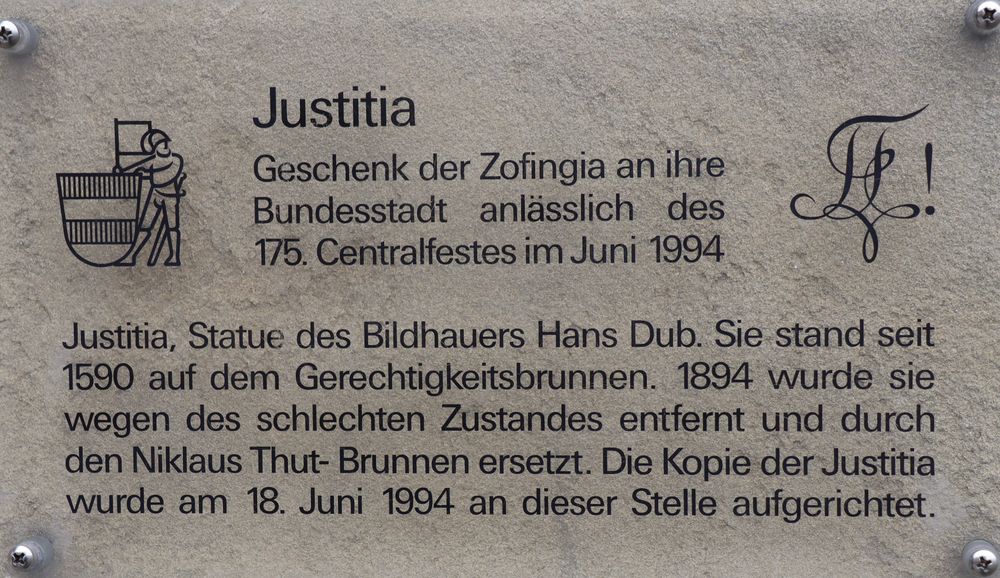 Justitia
Geschenk der Zofingia an ihre
Bundesstadt anlässlich des
175. Centralfestes im Juni 1994
Justitia, Statue des Bildhauers Hans Dub. Sie stand seit
1590 auf dem Gerechtigkeitsbrunnen. 1894 wurde sie
wegen des schlechten Zustandes entfernt und durch
den Niklaus Thut- Brunnen ersetzt. Die Kopie der Justitia
wurde am 18. Juni 1994 an dieser Stelle aufgerichtet.